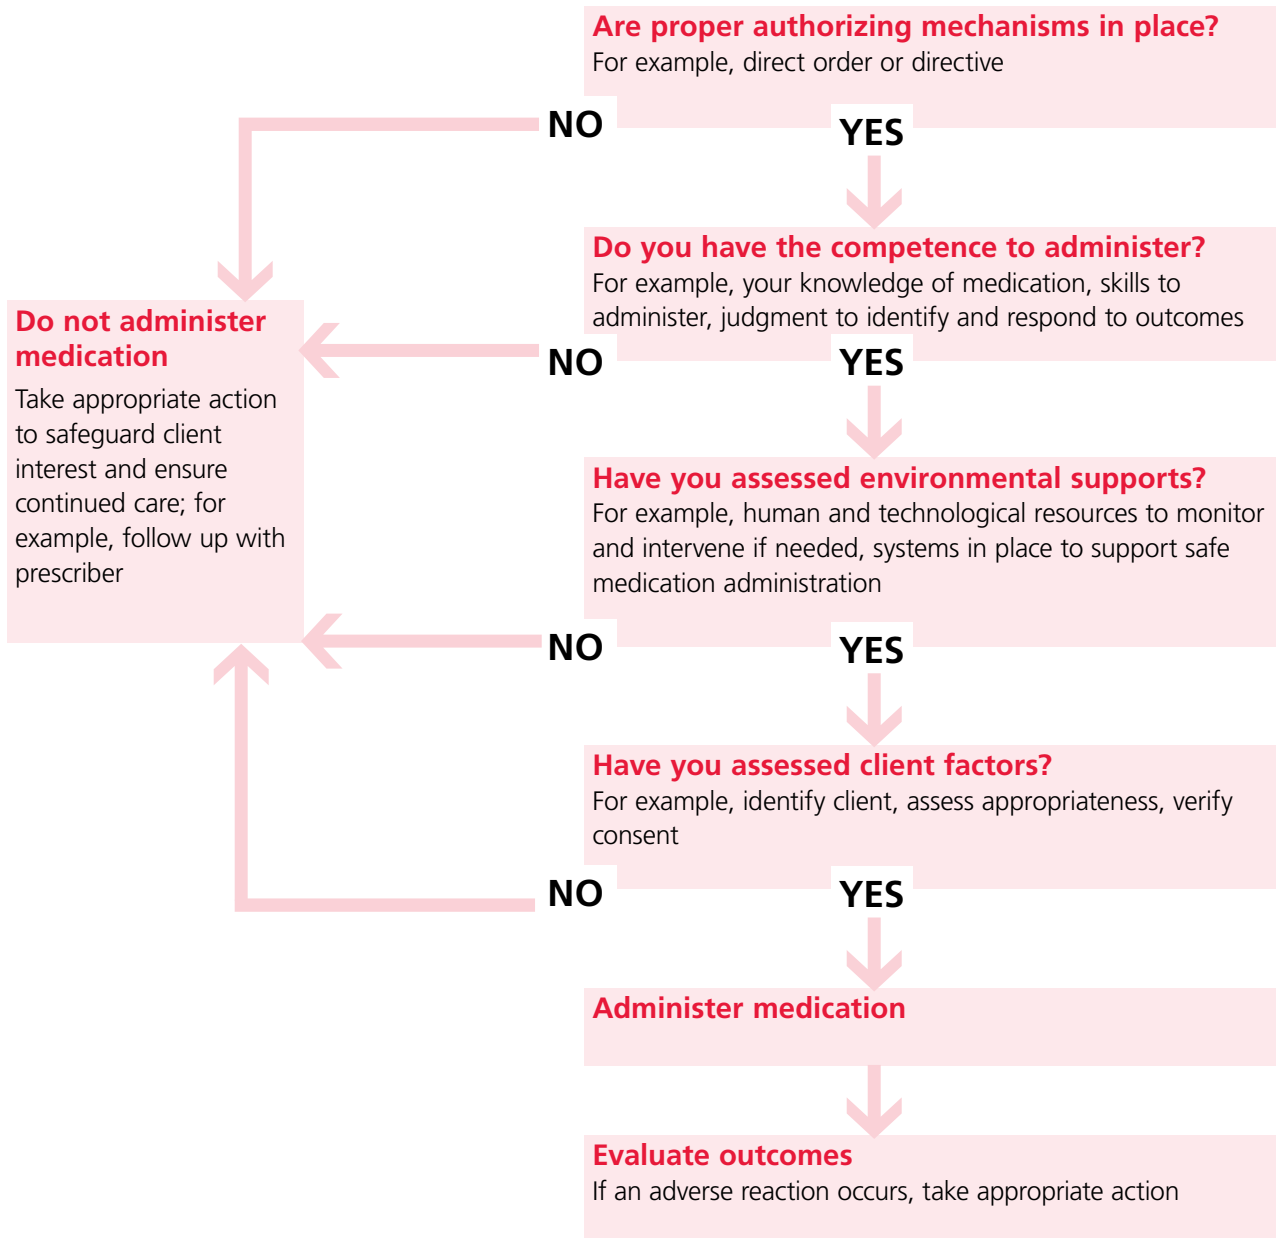 Are proper authorizing mechanisms in place?
For example, direct order or directive
NO
YES
Do you have the competence to administer?
For example, your knowledge of medication, skills to
administer, judgment to identify and respond to outcomes
NO
YES
Do not administer
medication
Take appropriate action
to safeguard client
interest and ensure
continued care; for
example, follow up with
prescriber
Have you assessed environmental supports?
For example, human and technological resources to monitor
and intervene if needed, systems in place to support safe
medication administration
NO
YES
Have you assessed client factors?
For example, identify client, assess appropriateness, verify
consent
NO
YES
Administer medication
Evaluate outcomes
If an adverse reaction occurs, take appropriate action